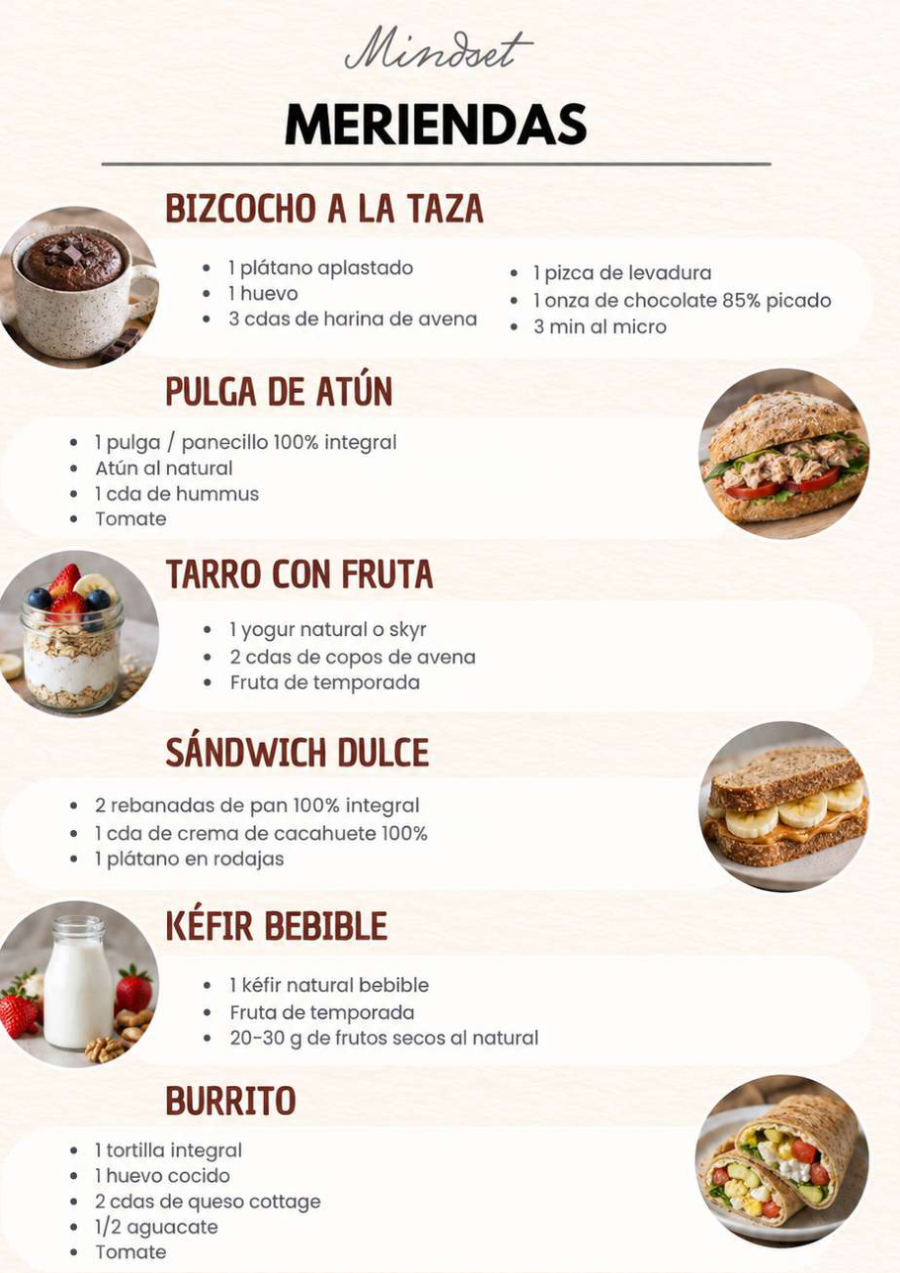 Mindset
MERIENDAS
BIZCOCHO A LA TAZA
• 1 plátano aplastado
• 1 huevo
• 3 cdas de harina de avena
• 1 pizca de levadura
• 1 onza de chocolate 85% picado
• 3 min al micro
PULGA DE ATÚN
• 1 pulga / panecillo 100% integral
• Atún al natural
• 1 cda de hummus
• Tomate
TARRO CON FRUTA
• 1 yogur natural o skyr
• 2 cdas de copos de avena
• Fruta de temporada
SÁNDWICH DULCE
• 2 rebanadas de pan 100% integral
• 1 cda de crema de cacahuete 100%
• 1 plátano en rodajas
KÉFIR BEBIBLE
• 1 kéfir natural bebible
• Fruta de temporada
• 20-30 g de frutos secos al natural
BURRITO
• 1 tortilla integral
• 1 huevo cocido
• 2 cdas de queso cottage
• 1/2 aguacate
• Tomate